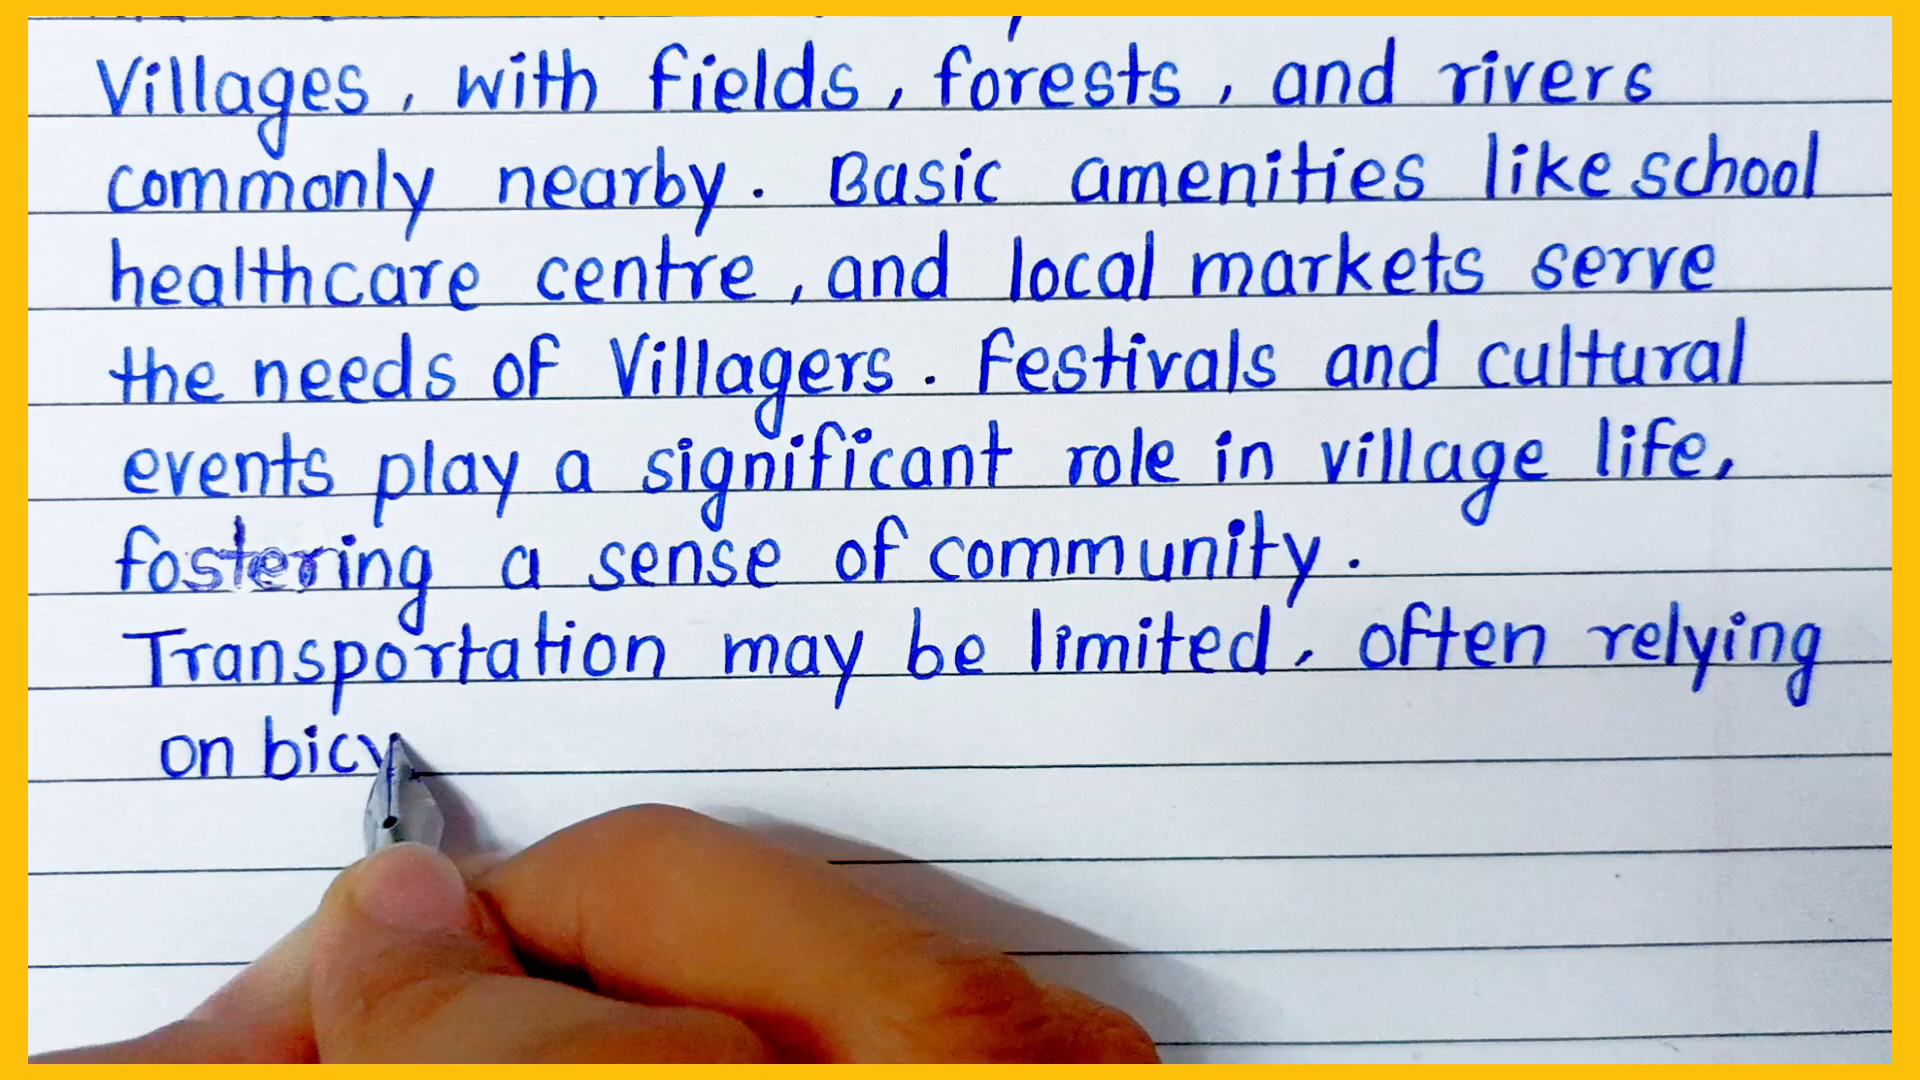 Villages, with fields, forests, and rivers
commonly nearby. Basic amenities like school
healthcare centre, and local markets serve
the needs of Villagers. Festivals and cultural
events play a significant role in village life,
fostering a sense of community.
Transportation may be limited, often relying
on bicy